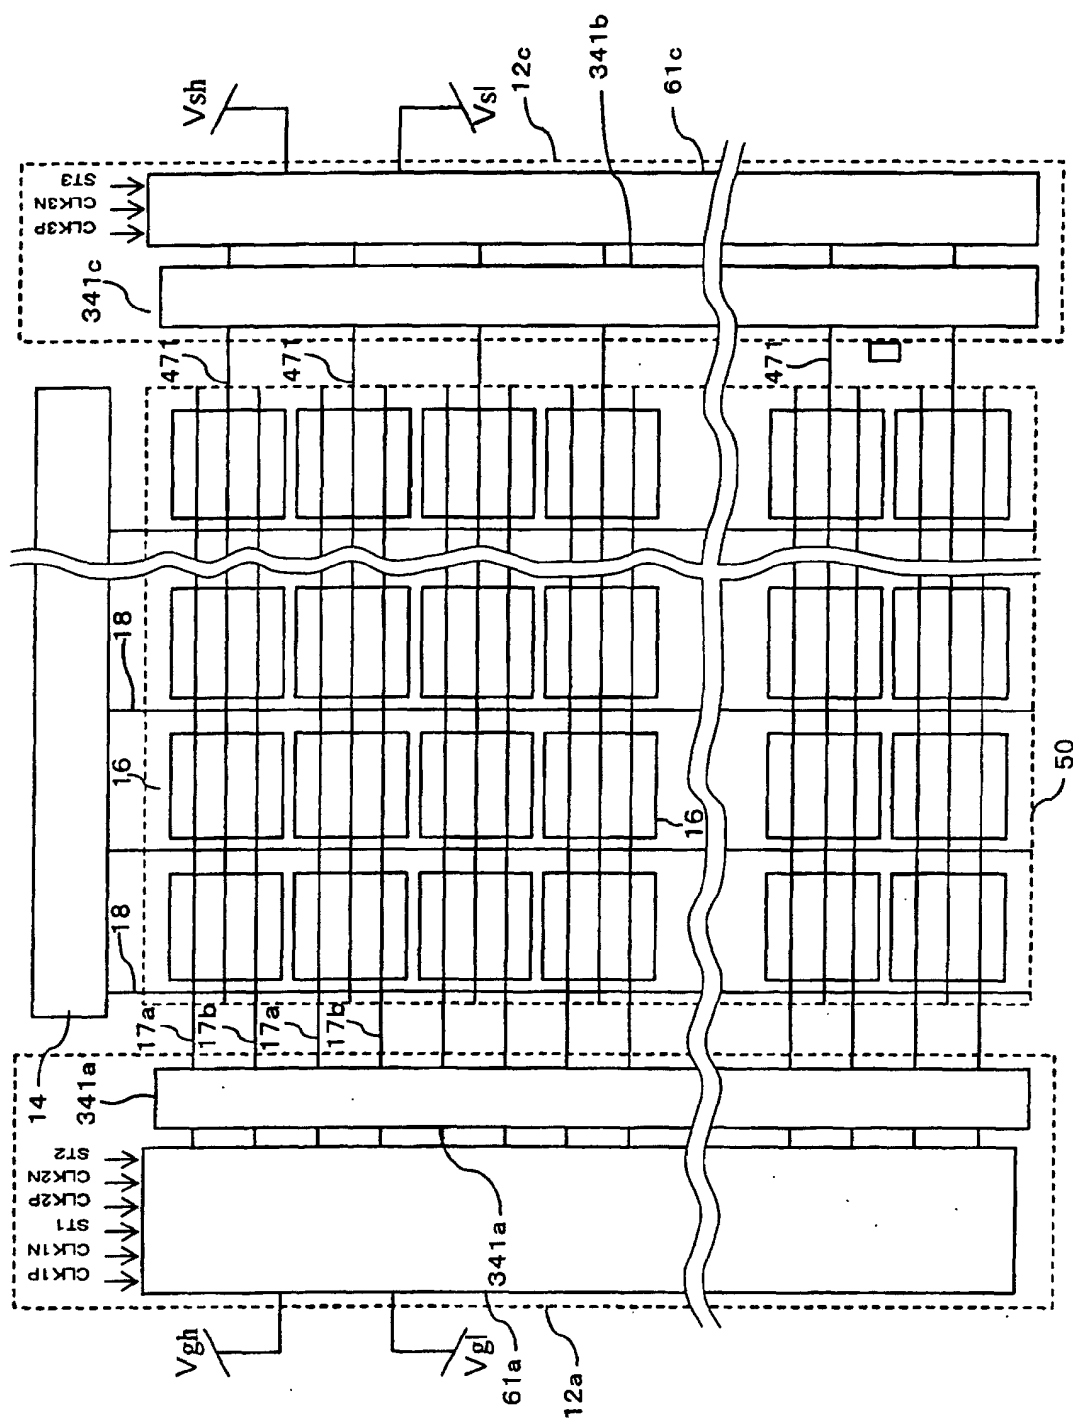 Vsh
Vsl
12c
341b
61c
ST3
CLK3N
CLK3P
341c
471
471
471
18
16
16
18
50
17a
17b
17a
17b
14
341a
ST2
CLK2N
CLK2P
ST1
CLK1N
CLK1P
341a
Vgh
Vgl
61a
12a